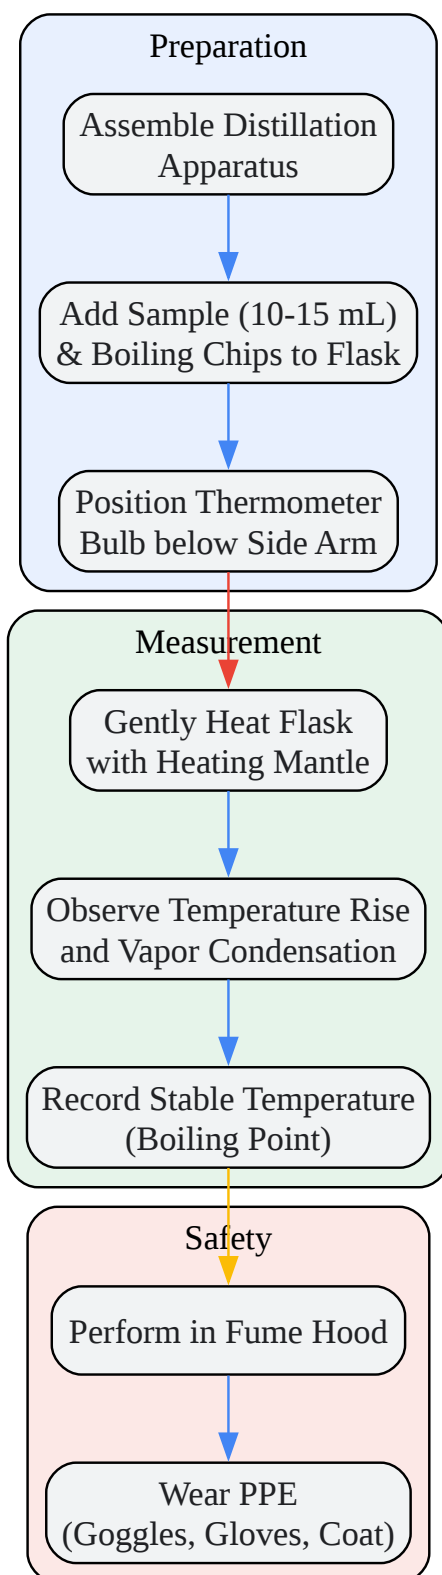 Preparation
Assemble Distillation
Apparatus
Add Sample (10-15 mL)
& Boiling Chips to Flask
Position Thermometer
Bulb below Side Arm
Measurement
Gently Heat Flask
with Heating Mantle
Observe Temperature Rise
and Vapor Condensation
Record Stable Temperature
(Boiling Point)
Safety
Perform in Fume Hood
Wear PPE
(Goggles, Gloves, Coat)